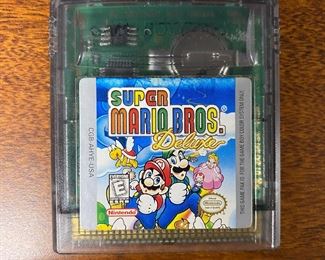 SUPER
MARIO BROS.
Deluxe
CGB-AHYE-USA
E
Nintendo
THIS GAME PAK IS FOR THE GAME BOY COLOR SYSTEM ONLY.